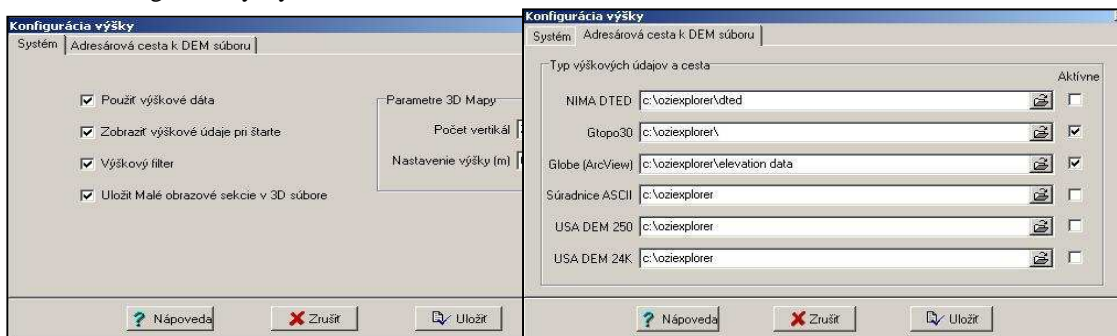 Konfigurácia výšky
Systém Adresárová cesta k DEM súboru
Použiť výškové dáta
Zobraziť výškové údaje pri štarte
Výškový filter
Uložit Malé obrazové sekcie v 3D súbore
Parametre 3D Mapy
Počet vertikál
Nastavenie výšky (m)
Nápoveda Zrušiť Uložiť
Konfigurácia výšky
Systém Adresárová cesta k DEM súboru
Typ výškových údajov a cesta
Aktívne
NIMA DTED c:\oziexplorer\dted
Gtopo30 c:\oziexplorer\
Globe (ArcView) c:\oziexplorer\elevation data
Súradnice ASCII c:\oziexplorer
USA DEM 250 c:\oziexplorer
USA DEM 24K c:\oziexplorer
Nápoveda Zrušiť Uložiť